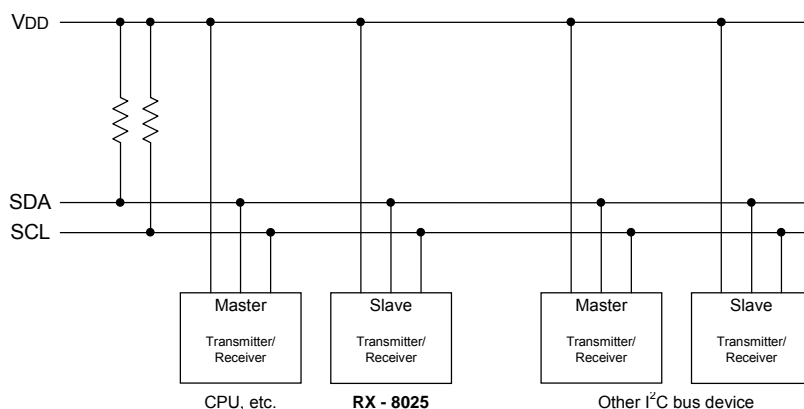 VDD
SDA
SCL
Master
Transmitter/
Receiver
Slave
Transmitter/
Receiver
Master
Transmitter/
Receiver
Slave
Transmitter/
Receiver
CPU, etc.
RX - 8025
Other I²C bus device